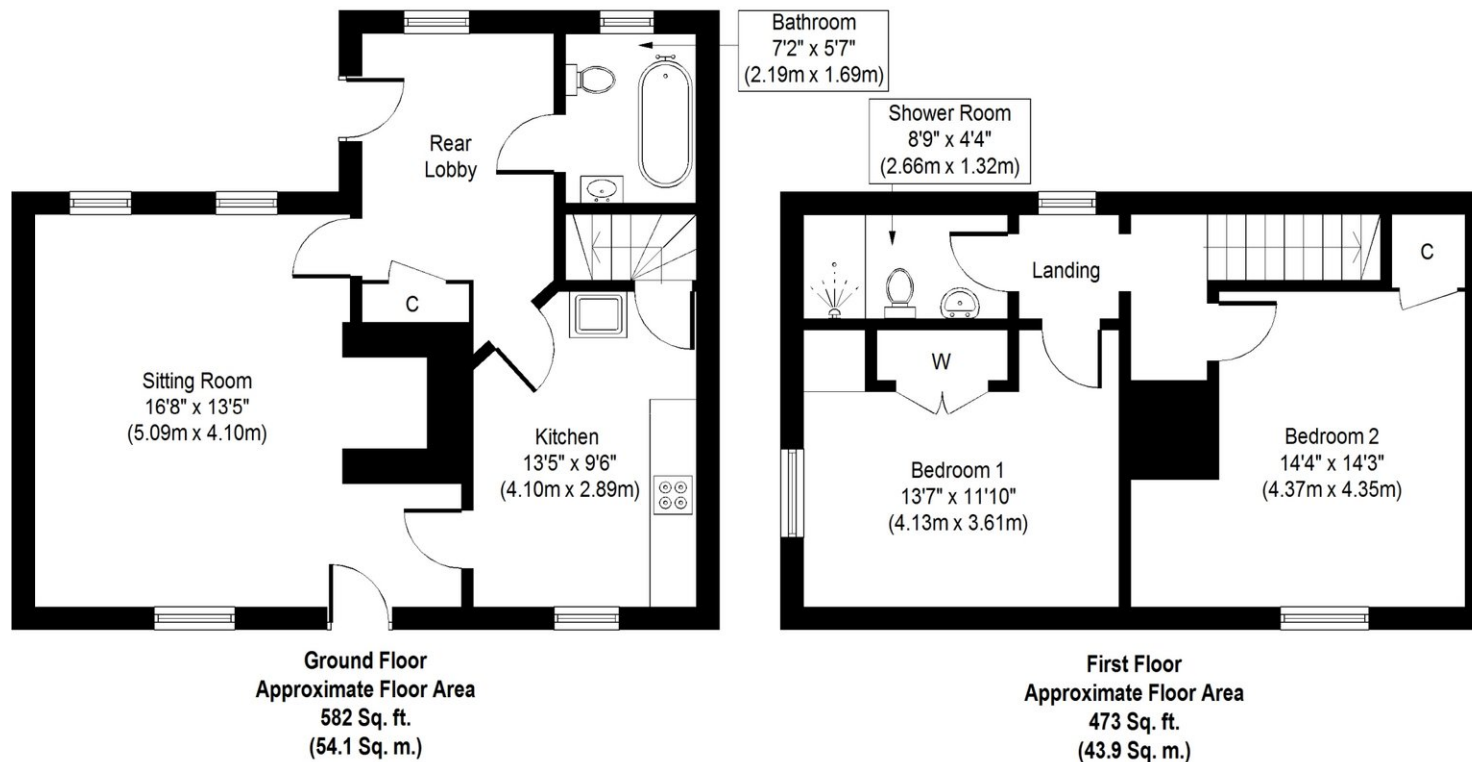 Bathroom
7'2" x 5'7"
(2.19m x 1.69m)
Shower Room
8'9" x 4'4"
(2.66m x 1.32m)
Rear
Lobby
C
Sitting Room
16'8" x 13'5"
(5.09m x 4.10m)
Kitchen
13'5" x 9'6"
(4.10m x 2.89m)
Ground Floor
Approximate Floor Area
582 Sq. ft.
(54.1 Sq. m.)
Landing
C
W
Bedroom 1
13'7" x 11'10"
(4.13m x 3.61m)
Bedroom 2
14'4" x 14'3"
(4.37m x 4.35m)
First Floor
Approximate Floor Area
473 Sq. ft.
(43.9 Sq. m.)